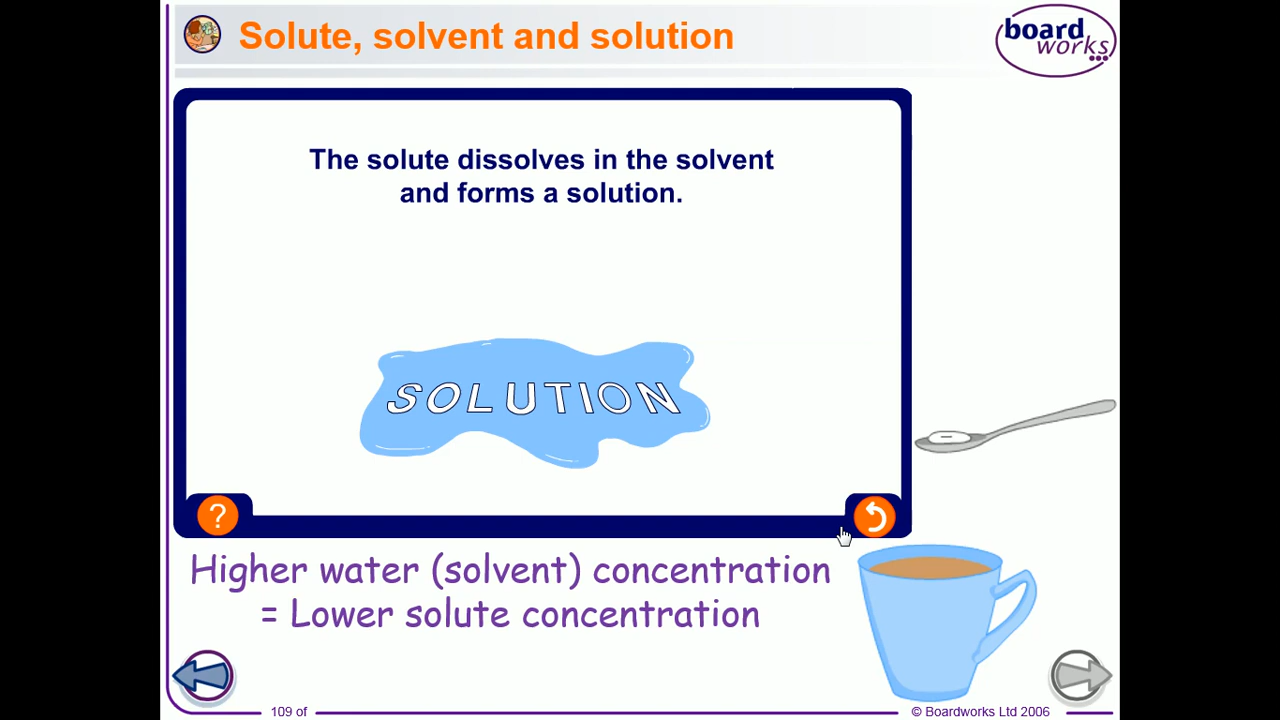 Solute, solvent and solution
board
works
The solute dissolves in the solvent
and forms a solution.
SOLUTION
?
Higher water (solvent) concentration
= Lower solute concentration
109 of
© Boardworks Ltd 2006